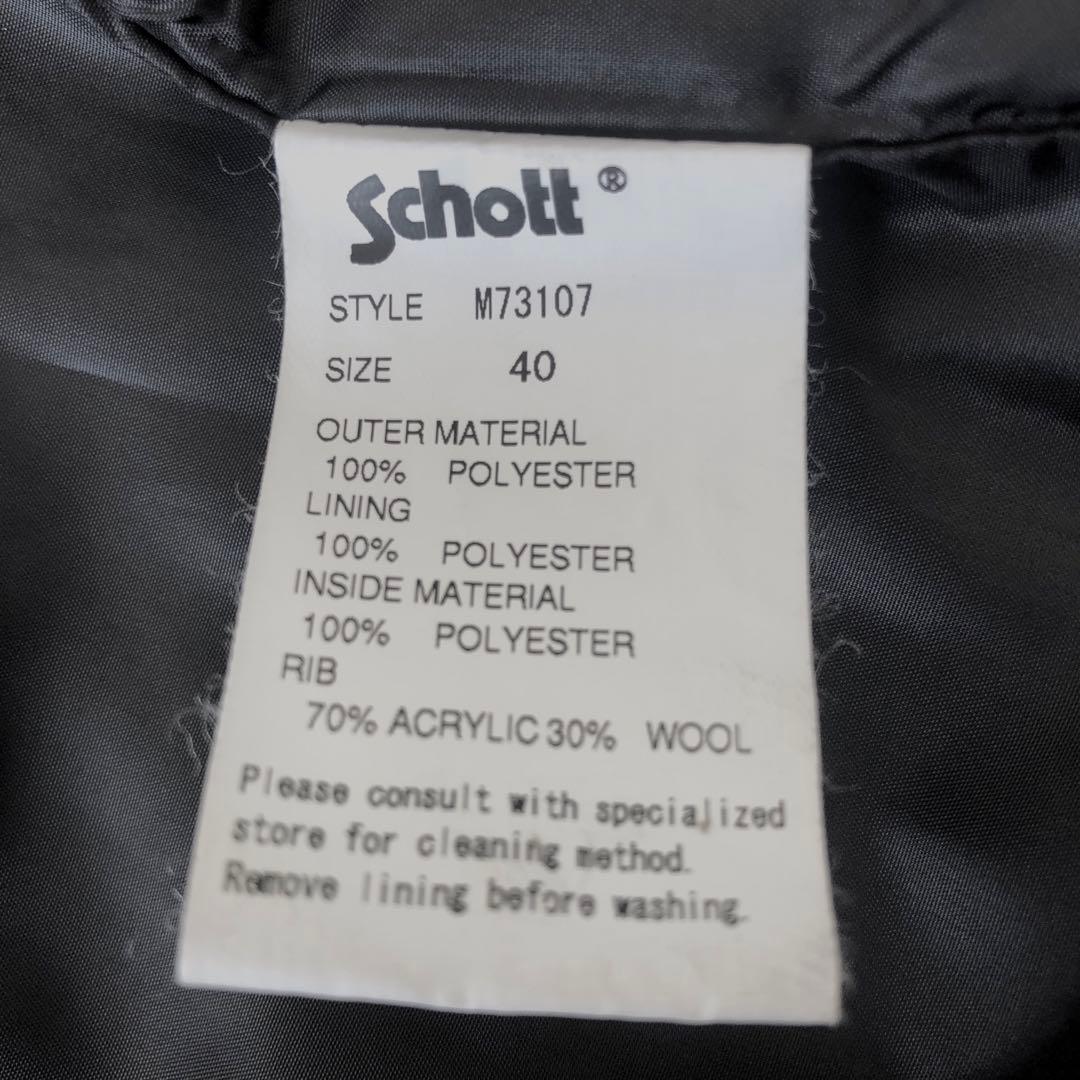 Schott ®
STYLE M73107
SIZE 40
OUTER MATERIAL
100% POLYESTER
LINING
100% POLYESTER
INSIDE MATERIAL
100% POLYESTER
RIB
70% ACRYLIC 30% WOOL
Please consult with specialized
store for cleaning method.
Remove lining before washing.